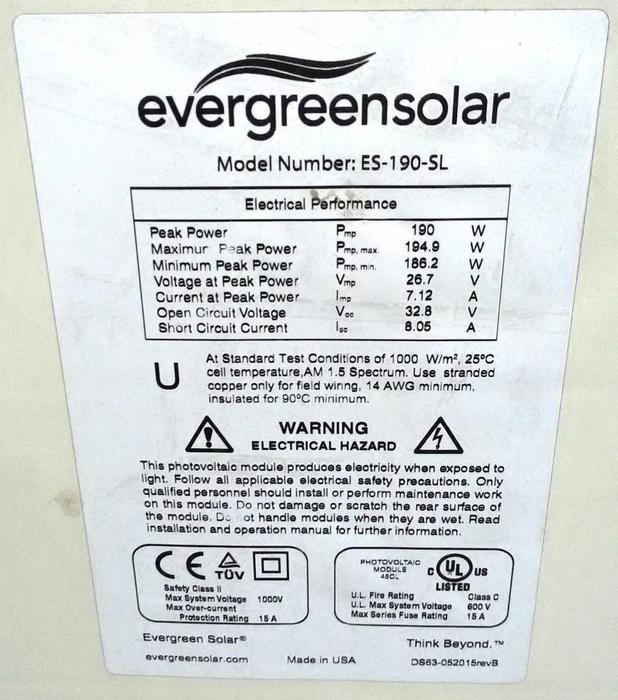 evergreensolar
Model Number: ES-190-SL
Electrical Performance
Peak Power Pmp 190 W
Maximur Peak Power Pmp, max 194.9 W
Minimum Peak Power Pmp, min. 186.2 W
Voltage at Peak Power Vmp 26.7 V
Current at Peak Power Imp 7.12 A
Open Circuit Voltage Voc 32.8 V
Short Circuit Current Isc 8.05 A
U
At Standard Test Conditions of 1000 W/m², 25°C
cell temperature,AM 1.5 Spectrum. Use stranded
copper only for field wiring, 14 AWG minimum,
insulated for 90°C minimum.
WARNING
ELECTRICAL HAZARD
This photovoltaic module produces electricity when exposed to
light. Follow all applicable electrical safety precautions. Only
qualified personnel should install or perform maintenance work
on this module. Do not damage or scratch the rear surface of
the module. Do ot handle modules when they are wet. Read
installation and operation manual for further information.
CE TÜV
Safety Class II
Max System Voltage 1000V
Max Over-current
Protection Rating 15 A
PHOTOVOLTAIC
MODULE
45CL
C UL US
LISTED
U.L. Fire Rating Class C
U.L. Max System Voltage 600 V
Max Series Fuse Rating 15 A
Evergreen Solar® Think Beyond.™
evergreensolar.com Made in USA DS63-052015revB